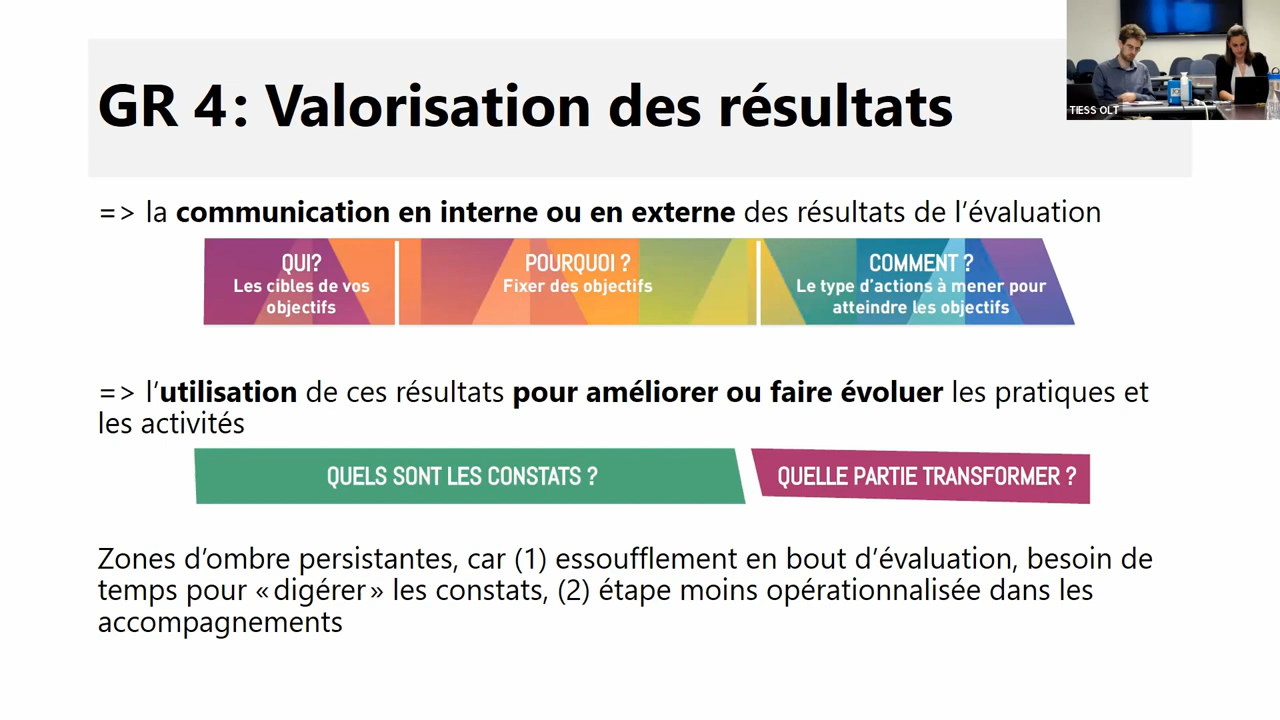 GR 4: Valorisation des résultats
TIESS OLT
=> la communication en interne ou en externe des résultats de l'évaluation
QUI?
Les cibles de vos
objectifs
POURQUOI ?
Fixer des objectifs
COMMENT ?
Le type d'actions à mener pour
atteindre les objectifs
=> l'utilisation de ces résultats pour améliorer ou faire évoluer les pratiques et
les activités
QUELS SONT LES CONSTATS ?
QUELLE PARTIE TRANSFORMER ?
Zones d'ombre persistantes, car (1) essoufflement en bout d'évaluation, besoin de
temps pour « digérer » les constats, (2) étape moins opérationnalisée dans les
accompagnements